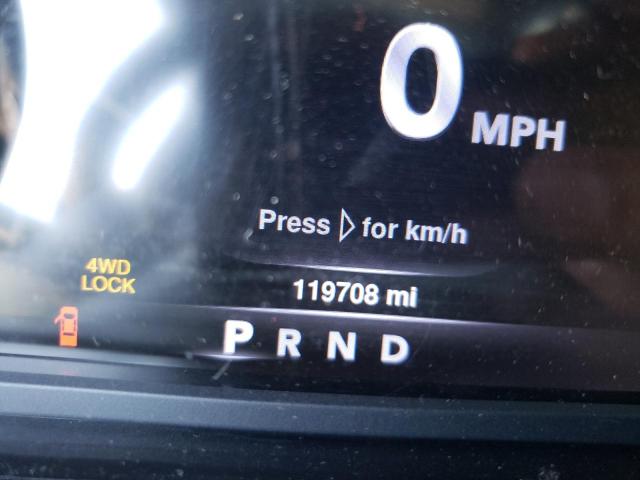 0 MPH
Press ▷ for km/h
4WD
LOCK
119708 mi
P R N D